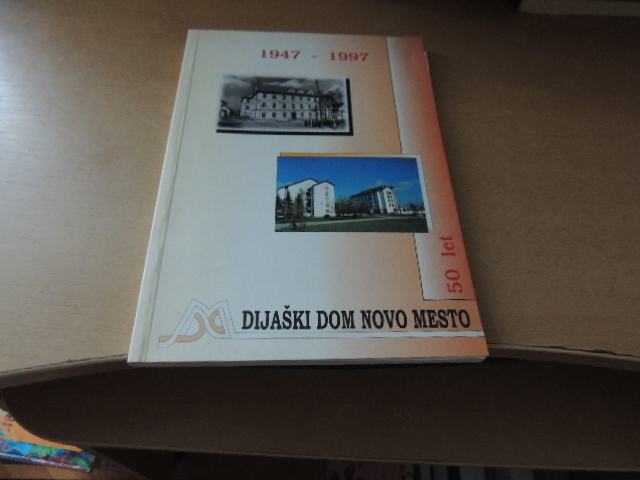 1947 - 1997
50 let
DIJAŠKI DOM NOVO MESTO